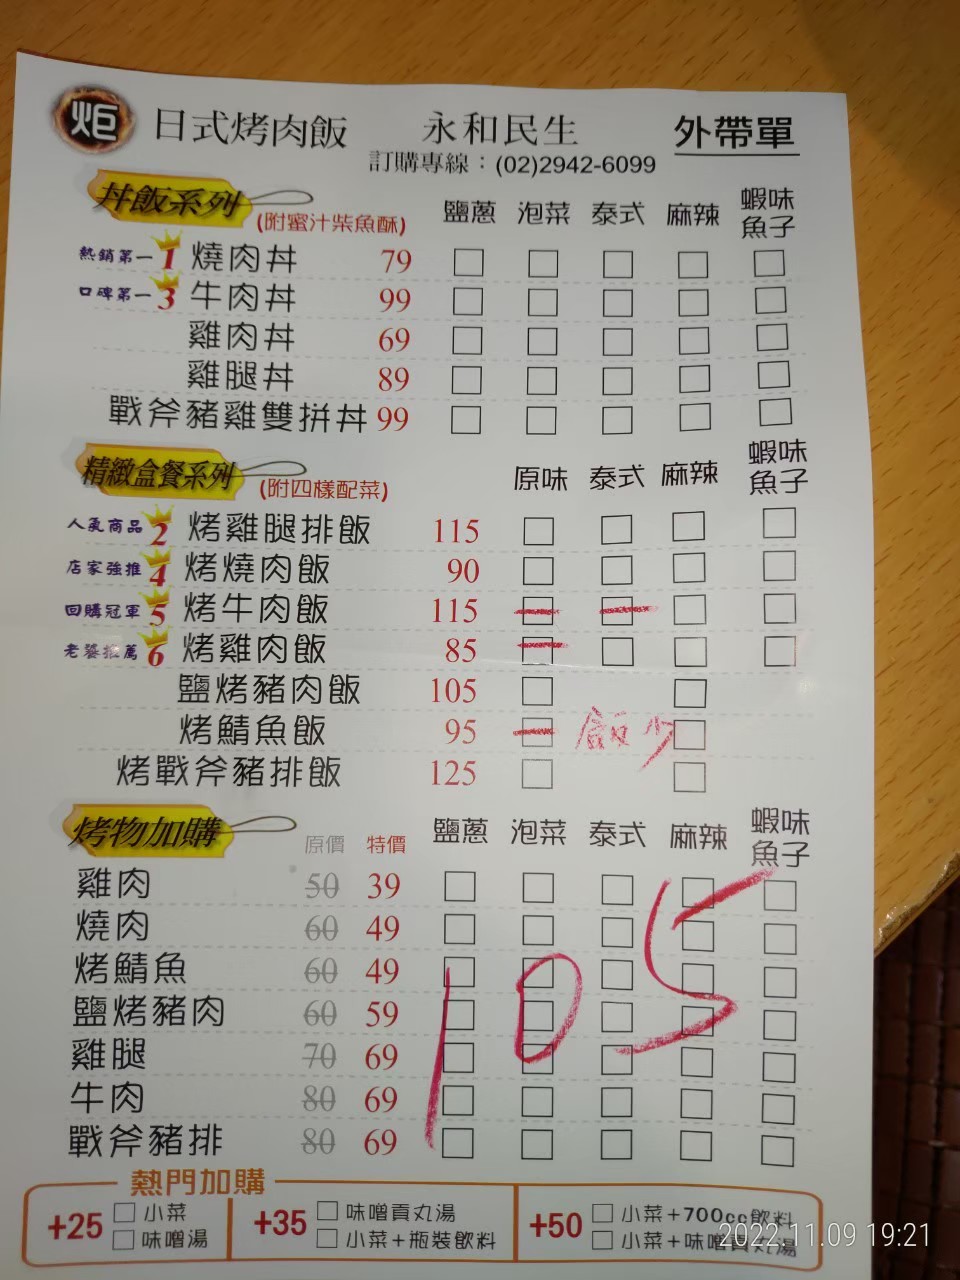 炬 日式烤肉飯 永和民生 外帶單
訂購專線：(02)2942-6099
丼飯系列 (附蜜汁柴魚酥) 鹽蔥 泡菜 泰式 麻辣 蝦味魚子
熱銷第一 1 燒肉丼 79
口碑第一 3 牛肉丼 99
雞肉丼 69
雞腿丼 89
戰斧豬雞雙拼丼 99
精緻盒餐系列 (附四樣配菜) 原味 泰式 麻辣 蝦味魚子
人氣商品 2 烤雞腿排飯 115
店家強推 4 烤燒肉飯 90
回購冠軍 5 烤牛肉飯 115
老饕推薦 6 烤雞肉飯 85
鹽烤豬肉飯 105
烤鯖魚飯 95 飯少
烤戰斧豬排飯 125
烤物加購 原價 特價 鹽蔥 泡菜 泰式 麻辣 蝦味魚子
雞肉 50 39
燒肉 60 49
烤鯖魚 60 49
鹽烤豬肉 60 59
雞腿 70 69
牛肉 80 69
戰斧豬排 80 69
105
熱門加購
+25 小菜
味噌湯
+35 味噌貢丸湯
小菜+瓶裝飲料
+50 小菜+700cc飲料
小菜+味噌貢丸湯
2022.11.09 19:21